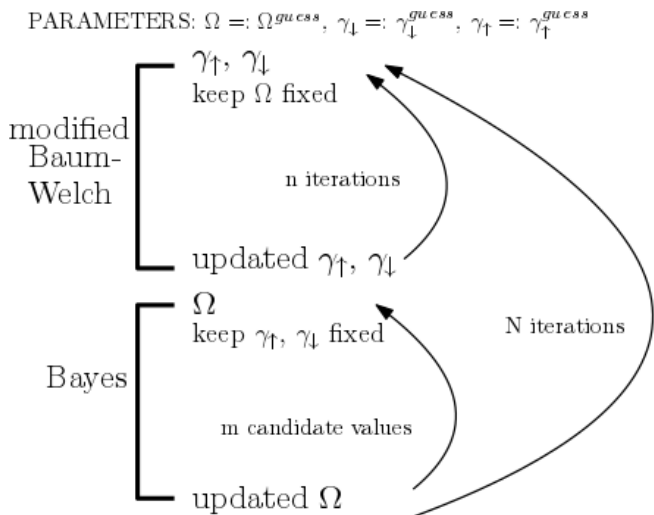 PARAMETERS: Ω =: Ω^guess, γ↓ =: γ↓^guess, γ↑ =: γ↑^guess
γ↑, γ↓
keep Ω fixed
modified
Baum-
Welch
n iterations
updated γ↑, γ↓
Ω
keep γ↑, γ↓ fixed
N iterations
Bayes
m candidate values
updated Ω